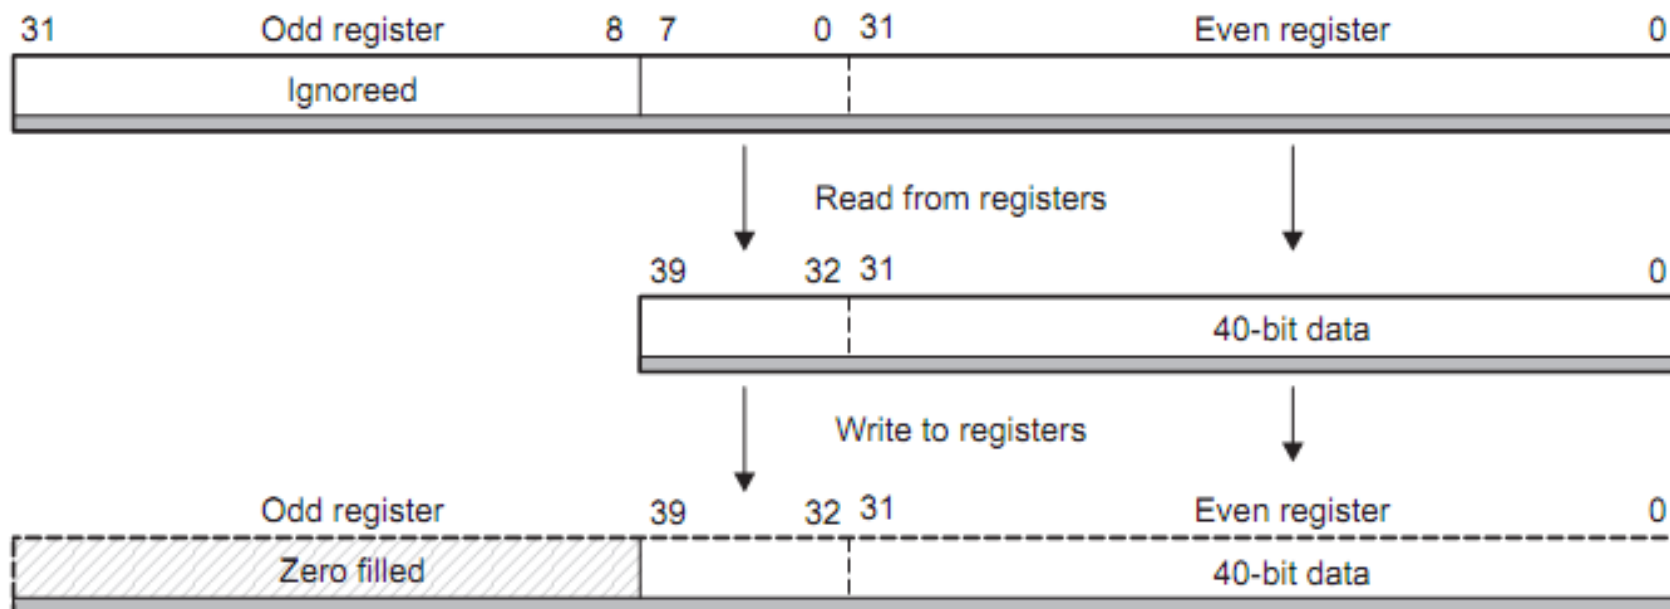 31 Odd register 8 7 0 31 Even register 0
Ignoreed
Read from registers
39 32 31 0
40-bit data
Write to registers
Odd register 39 32 31 Even register 0
Zero filled 40-bit data